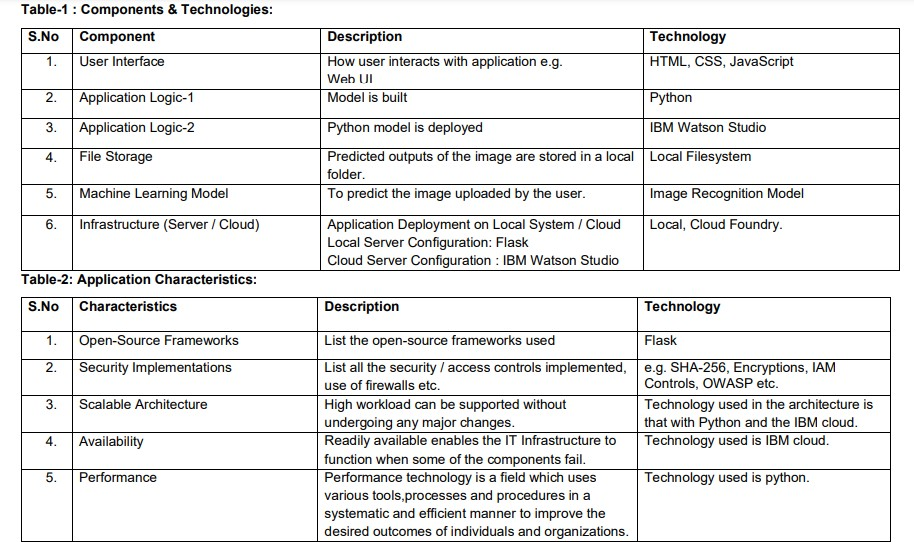 Table-1 : Components & Technologies:
S.No Component Description Technology
1. User Interface How user interacts with application e.g. HTML, CSS, JavaScript
Web UI
2. Application Logic-1 Model is built Python
3. Application Logic-2 Python model is deployed IBM Watson Studio
4. File Storage Predicted outputs of the image are stored in a local Local Filesystem
folder.
5. Machine Learning Model To predict the image uploaded by the user. Image Recognition Model
6. Infrastructure (Server / Cloud) Application Deployment on Local System / Cloud Local, Cloud Foundry.
Local Server Configuration: Flask
Cloud Server Configuration : IBM Watson Studio
Table-2: Application Characteristics:
S.No Characteristics Description Technology
1. Open-Source Frameworks List the open-source frameworks used Flask
2. Security Implementations List all the security / access controls implemented, e.g. SHA-256, Encryptions, IAM
use of firewalls etc. Controls, OWASP etc.
3. Scalable Architecture High workload can be supported without Technology used in the architecture is
undergoing any major changes. that with Python and the IBM cloud.
4. Availability Readily available enables the IT Infrastructure to Technology used is IBM cloud.
function when some of the components fail.
5. Performance Performance technology is a field which uses Technology used is python.
various tools,processes and procedures in a
systematic and efficient manner to improve the
desired outcomes of individuals and organizations.